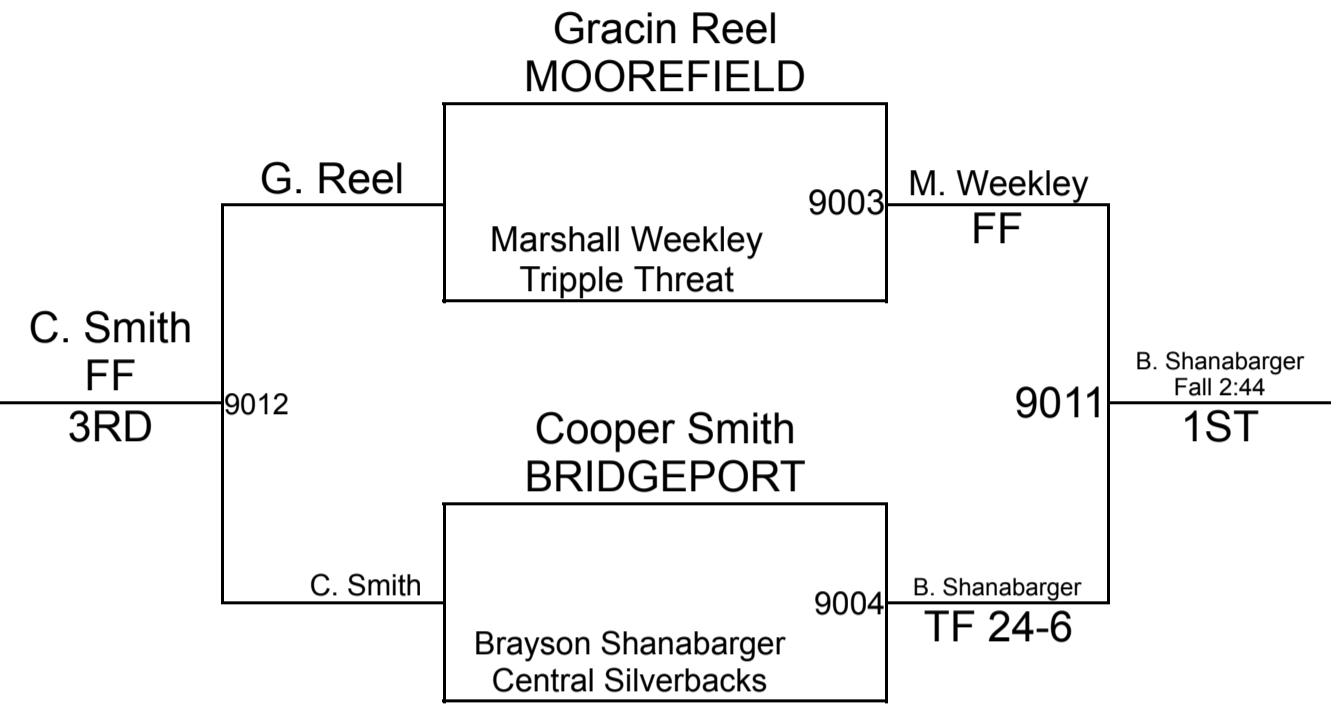 Gracin Reel
MOOREFIELD
G. Reel
9003
M. Weekley
FF
Marshall Weekley
Tripple Threat
C. Smith
FF
3RD
9012
9011
B. Shanabarger
Fall 2:44
1ST
Cooper Smith
BRIDGEPORT
C. Smith
9004
B. Shanabarger
TF 24-6
Brayson Shanabarger
Central Silverbacks